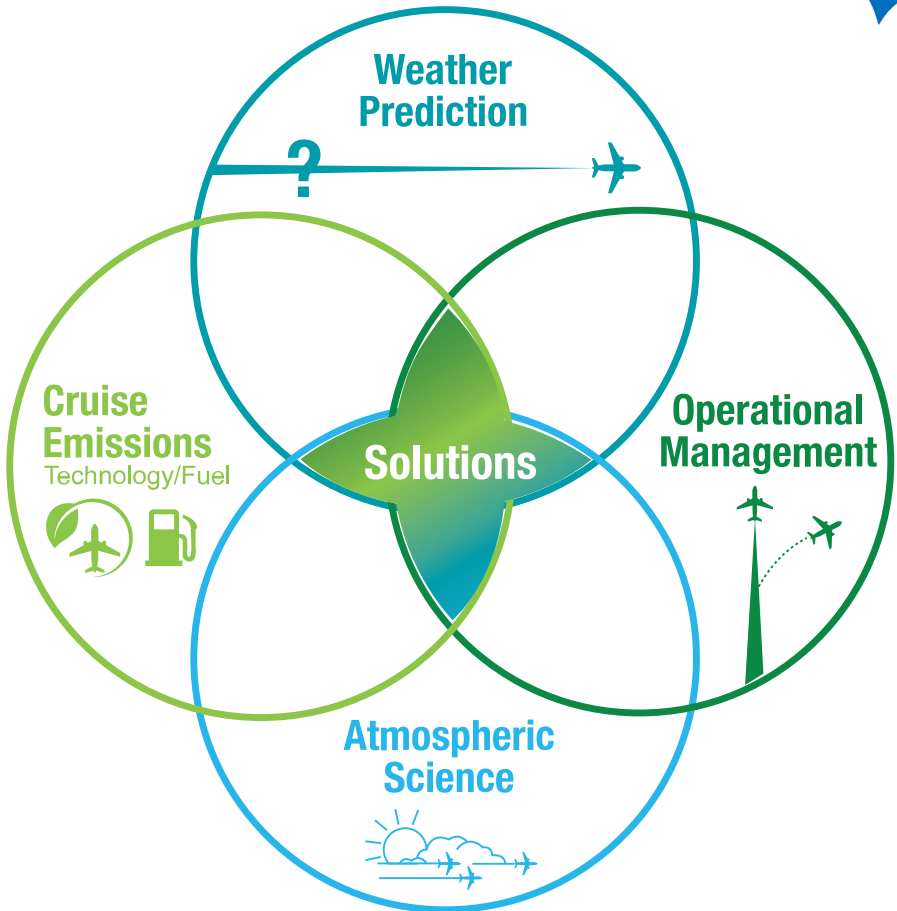 Weather
Prediction
?
Cruise
Emissions
Technology/Fuel
Solutions
Operational
Management
Atmospheric
Science